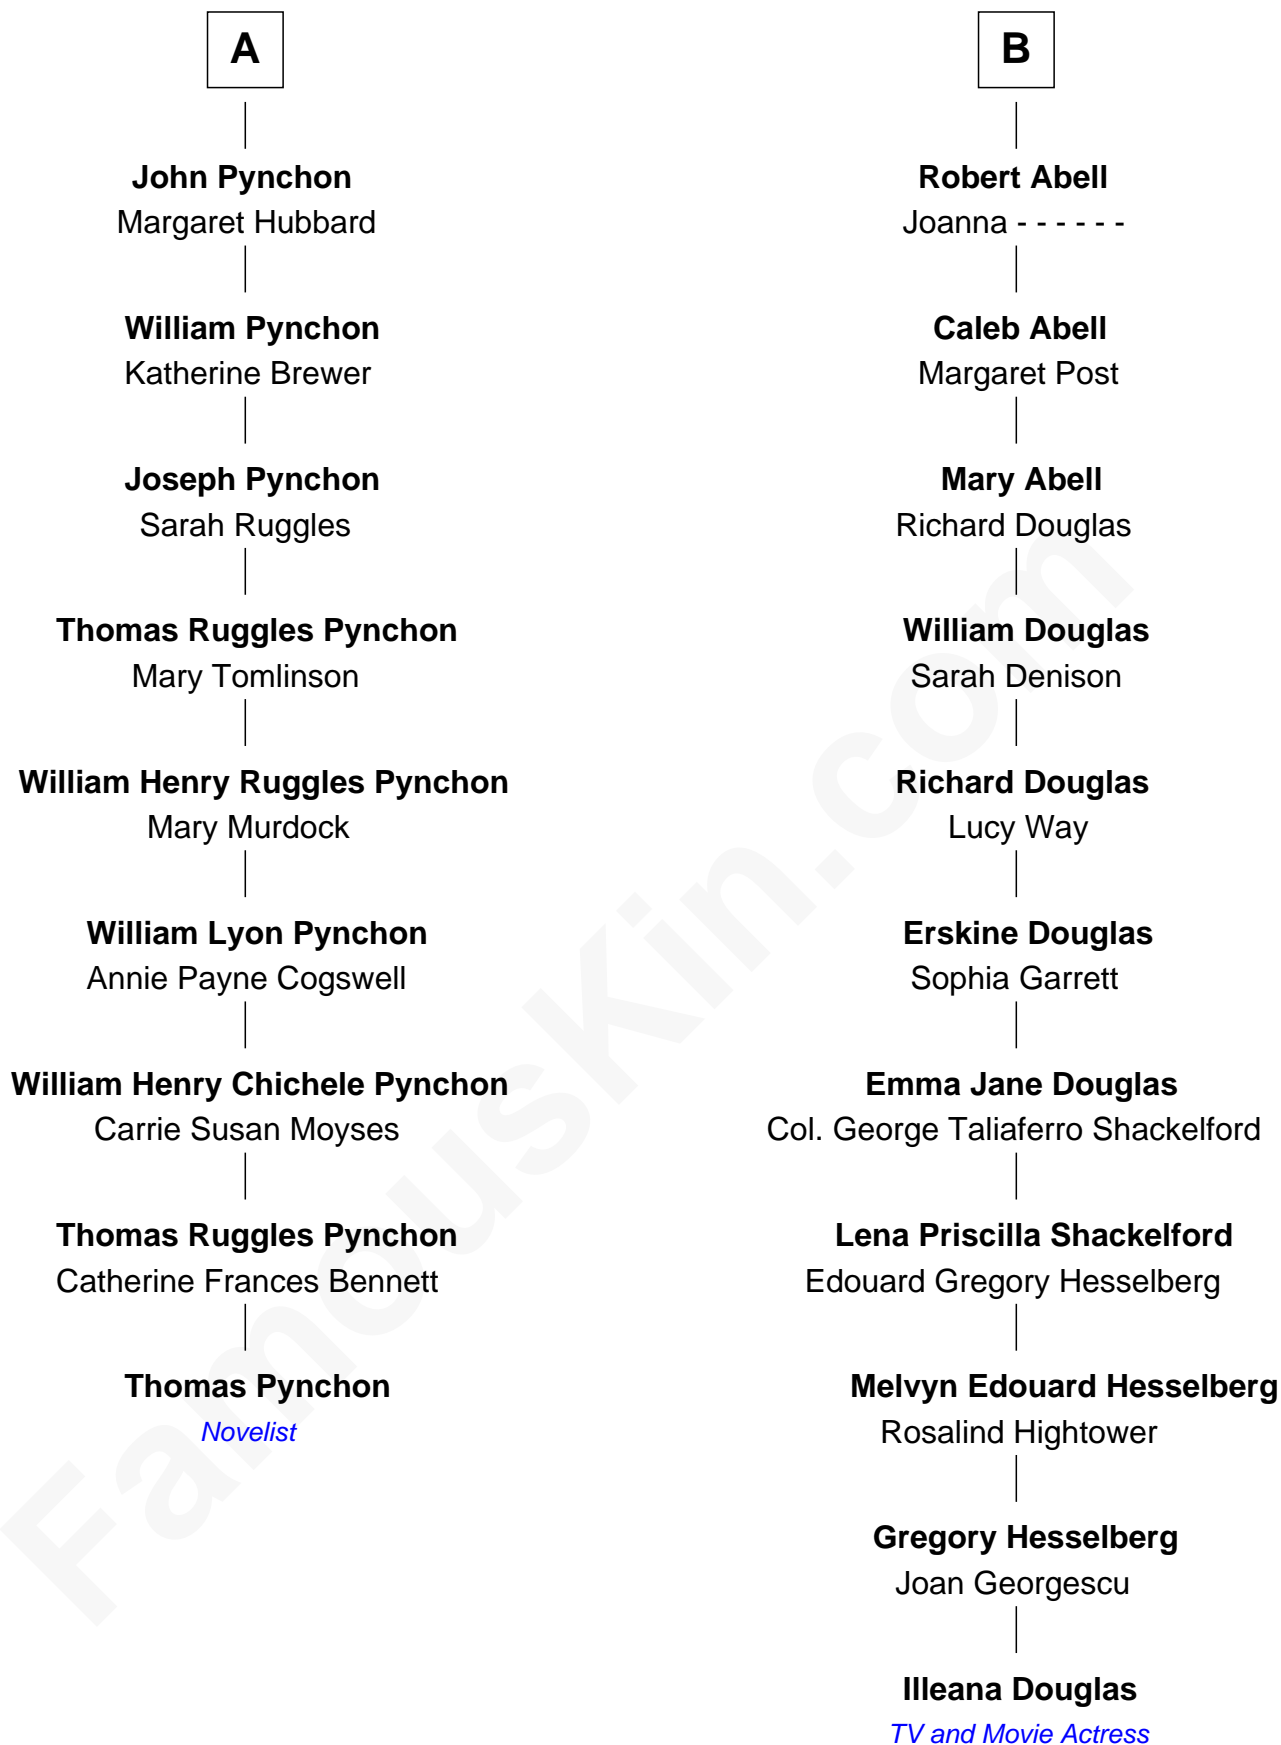 A
John Pynchon
Margaret Hubbard
William Pynchon
Katherine Brewer
Joseph Pynchon
Sarah Ruggles
Thomas Ruggles Pynchon
Mary Tomlinson
William Henry Ruggles Pynchon
Mary Murdock
William Lyon Pynchon
Annie Payne Cogswell
William Henry Chichele Pynchon
Carrie Susan Moyses
Thomas Ruggles Pynchon
Catherine Frances Bennett
Thomas Pynchon
Novelist
B
Robert Abell
Joanna - - - - - -
Caleb Abell
Margaret Post
Mary Abell
Richard Douglas
William Douglas
Sarah Denison
Richard Douglas
Lucy Way
Erskine Douglas
Sophia Garrett
Emma Jane Douglas
Col. George Taliaferro Shackelford
Lena Priscilla Shackelford
Edouard Gregory Hesselberg
Melvyn Edouard Hesselberg
Rosalind Hightower
Gregory Hesselberg
Joan Georgescu
Illeana Douglas
TV and Movie Actress
FamousKin.com